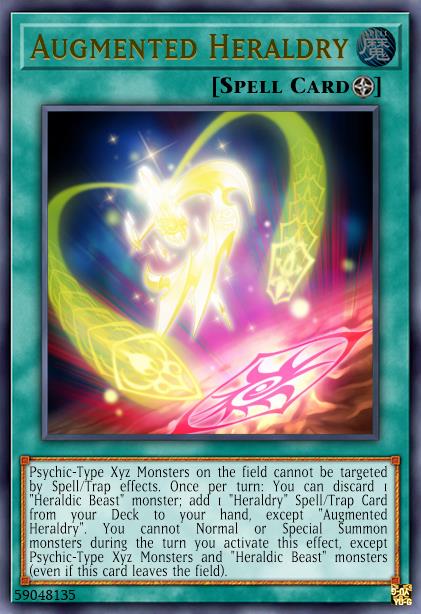 Augmented Heraldry 魔
[Spell Card]
Psychic-Type Xyz Monsters on the field cannot be targeted
by Spell/Trap effects. Once per turn: You can discard 1
"Heraldic Beast" monster; add 1 "Heraldry" Spell/Trap Card
from your Deck to your hand, except "Augmented
Heraldry". You cannot Normal or Special Summon
monsters during the turn you activate this effect, except
Psychic-Type Xyz Monsters and "Heraldic Beast" monsters
(even if this card leaves the field).
59048135